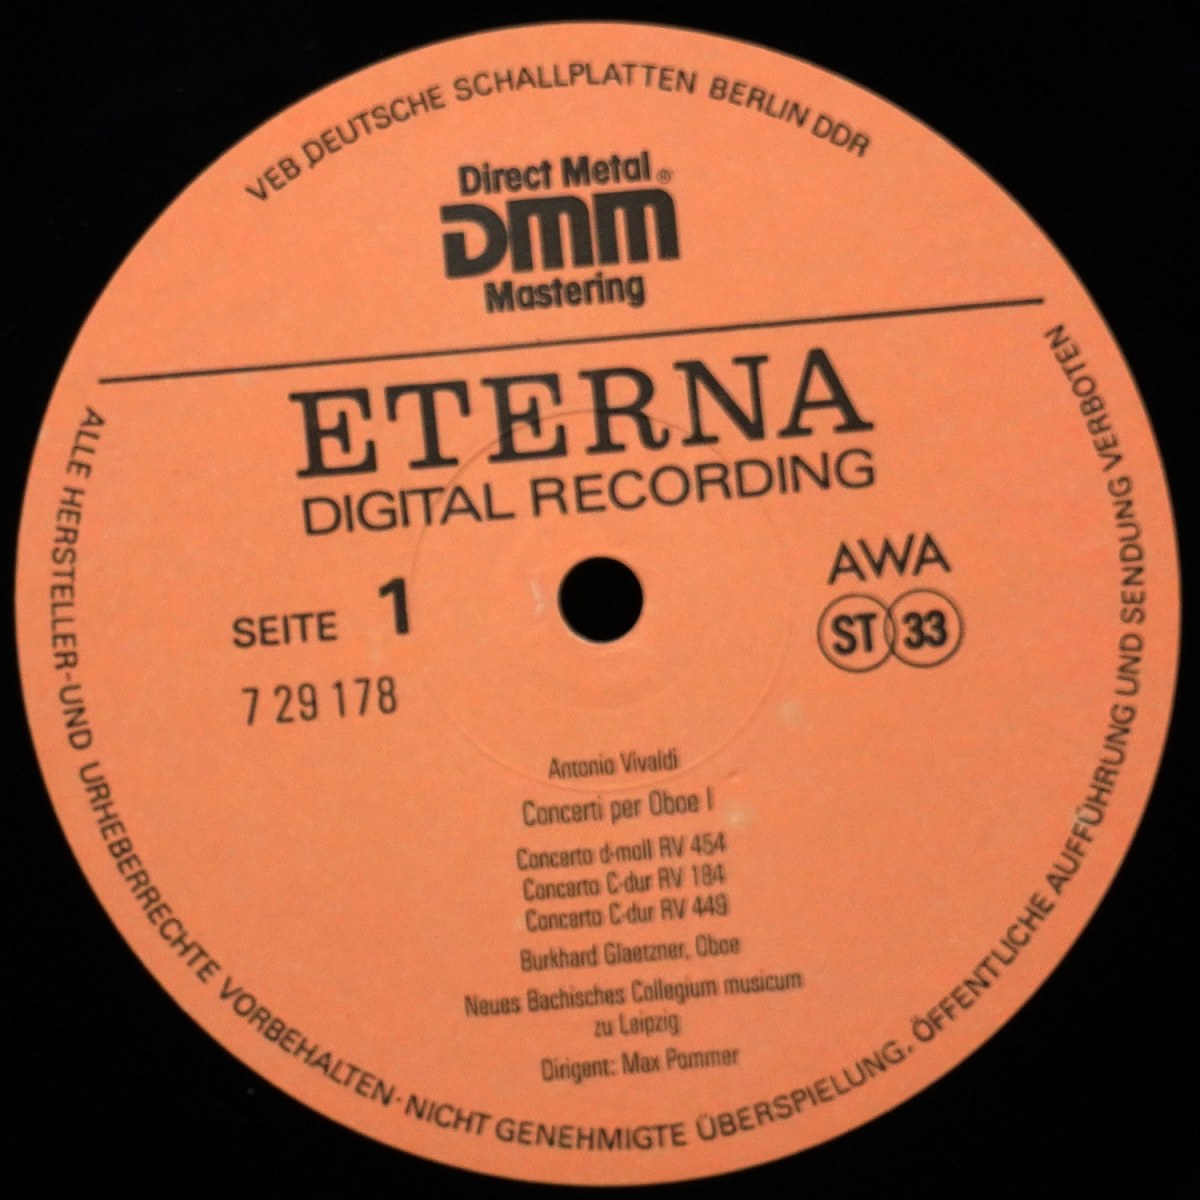 VEB DEUTSCHE SCHALLPLATTEN BERLIN DDR
Direct Metal ®
DMM
Mastering
ETERNA
DIGITAL RECORDING
SEITE 1
7 29 178
AWA
ST 33
Antonio Vivaldi
Concerti per Oboe I
Concerto d-moll RV 454
Concerto C-dur RV 184
Concerto C-dur RV 449
Burkhard Glaetzner, Oboe
Neues Bachisches Collegium musicum
zu Leipzig
Dirigent: Max Pommer
ALLE HERSTELLER-UND URHEBERRECHTE VORBEHALTEN· NICHT GENEHMIGTE ÜBERSPIELUNG, ÖFFENTLICHE AUFFÜHRUNG UND SENDUNG VERBOTEN